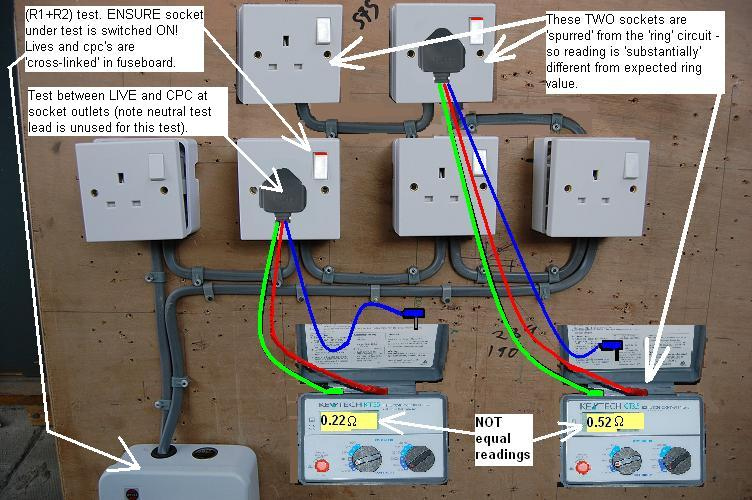 (R1+R2) test. ENSURE socket
under test is switched ON!
Lives and cpc's are
'cross-linked' in fuseboard.
Test between LIVE and CPC at
socket outlets (note neutral test
lead is unused for this test).
These TWO sockets are
'spurred' from the 'ring' circuit -
so reading is 'substantially'
different from expected ring
value.
190
KEWTECH KT35
0.22Ω
NOT
equal
readings
KEWTECH KT35
0.52Ω